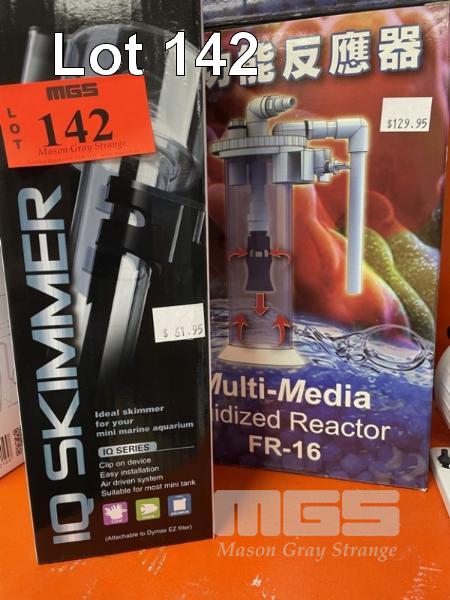 Lot 142
MGS
LOT
142
Mason Gray Strange
IQ SKIMMER
$ 61.95
Ideal skimmer
for your
mini marine aquarium
IQ SERIES
Clip on device
Easy installation
Air driven system
Suitable for most mini tank
(Attachable to Dymax EZ filter)
能反應器
$129.95
Multi-Media
idized Reactor
FR-16
MGS
Mason Gray Strange